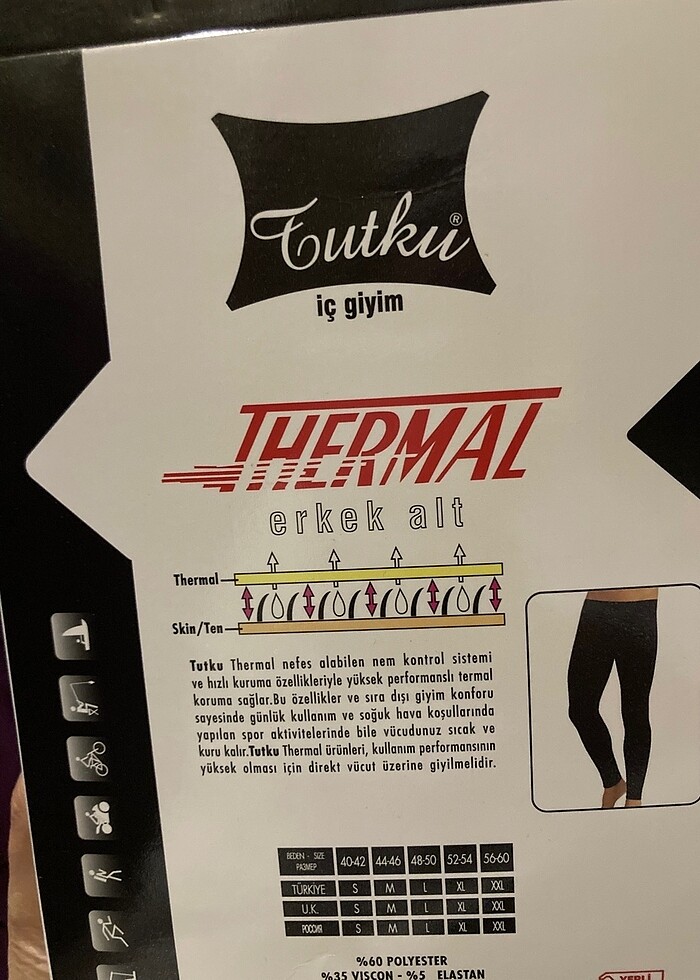 Tutku®
iç giyim
THERMAL
erkek alt
Thermal
Skin/Ten
Tutku Thermal nefes alabilen nem kontrol sistemi
ve hızlı kuruma özellikleriyle yüksek performanslı termal
koruma sağlar.Bu özellikler ve sıra dışı giyim konforu
sayesinde günlük kullanım ve soğuk hava koşullarında
yapılan spor aktivitelerinde bile vücudunuz sıcak ve
kuru kalır.Tutku Thermal ürünleri, kullanım performansının
yüksek olması için direkt vücut üzerine giyilmelidir.
BEDEN - SIZE
РАЗМЕР
40-42 44-46 48-50 52-54 56-60
TÜRKİYE S M L XL XXL
U.K. S M L XL XXL
РОССИЯ S M L XL XXL
%60 POLYESTER
%35 VISCON - %5 ELASTAN
YERLİ